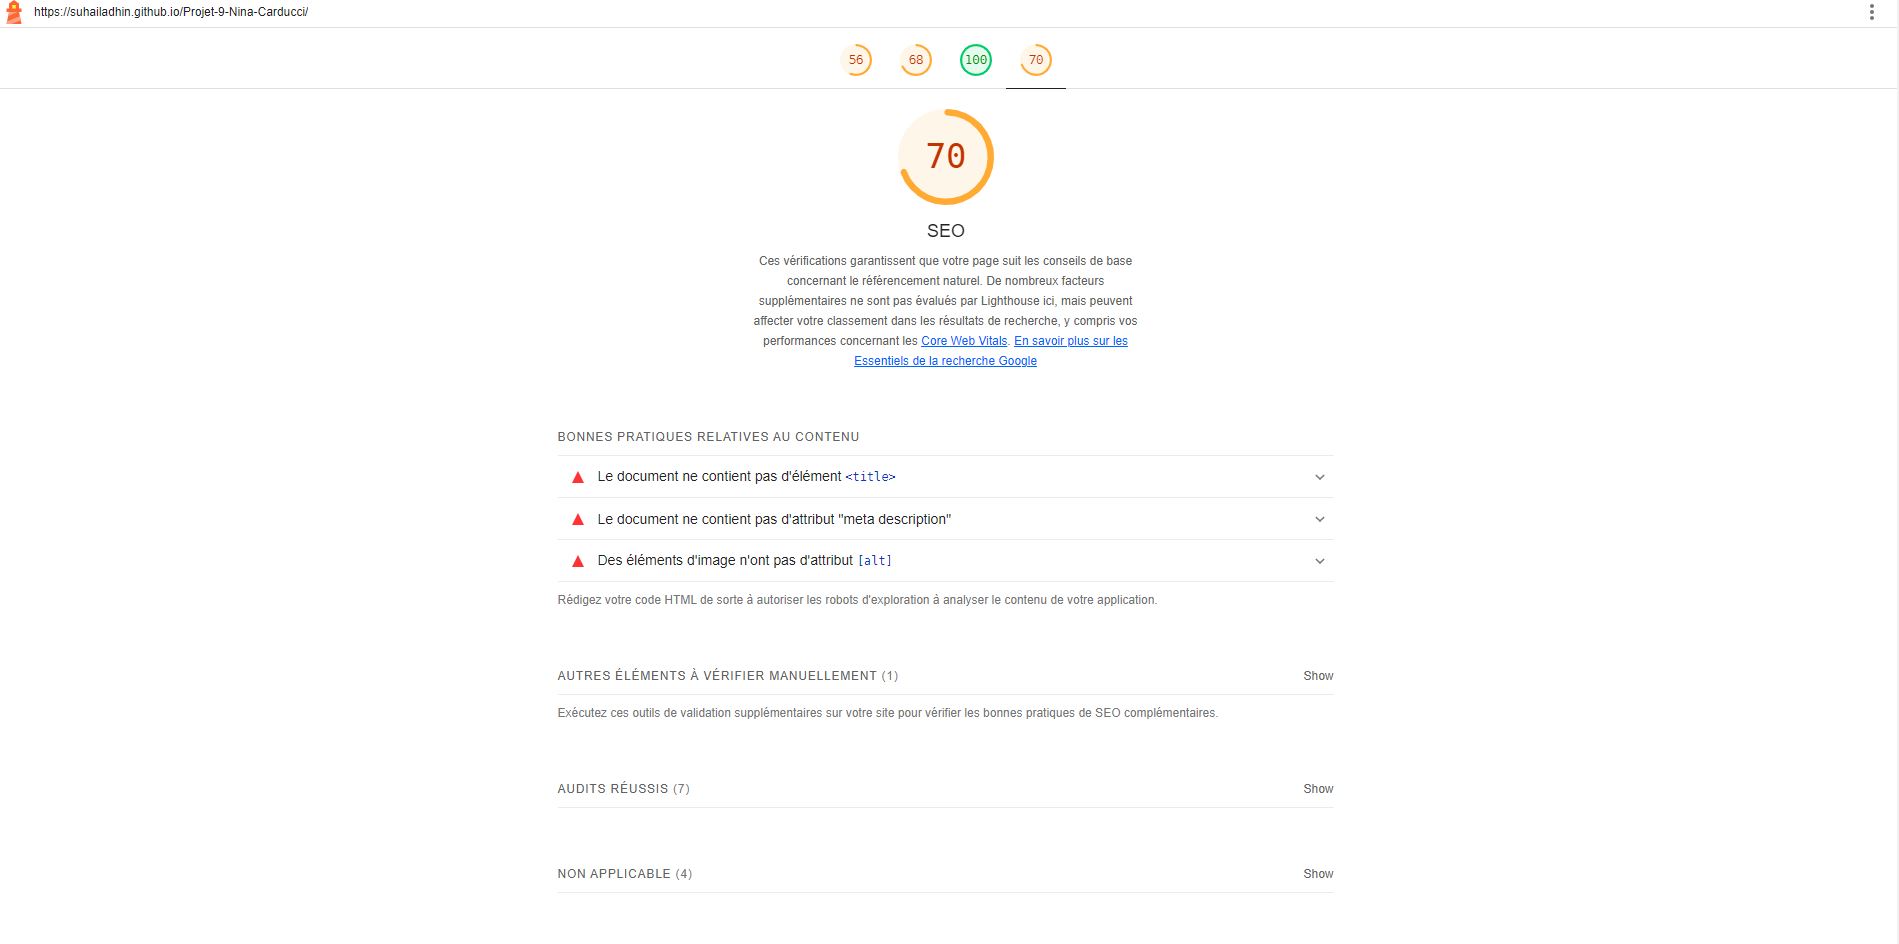 https://suhailadhin.github.io/Projet-9-Nina-Carducci/
56 68 100 70
70
SEO
Ces vérifications garantissent que votre page suit les conseils de base
concernant le référencement naturel. De nombreux facteurs
supplémentaires ne sont pas évalués par Lighthouse ici, mais peuvent
affecter votre classement dans les résultats de recherche, y compris vos
performances concernant les Core Web Vitals. En savoir plus sur les
Essentiels de la recherche Google
BONNES PRATIQUES RELATIVES AU CONTENU
Le document ne contient pas d'élément <title>
Le document ne contient pas d'attribut "meta description"
Des éléments d'image n'ont pas d'attribut [alt]
Rédigez votre code HTML de sorte à autoriser les robots d'exploration à analyser le contenu de votre application.
AUTRES ÉLÉMENTS À VÉRIFIER MANUELLEMENT (1) Show
Exécutez ces outils de validation supplémentaires sur votre site pour vérifier les bonnes pratiques de SEO complémentaires.
AUDITS RÉUSSIS (7) Show
NON APPLICABLE (4) Show